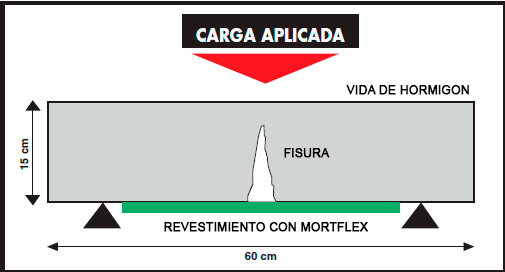 CARGA APLICADA
VIDA DE HORMIGON
15 cm
FISURA
REVESTIMIENTO CON MORTFLEX
60 cm